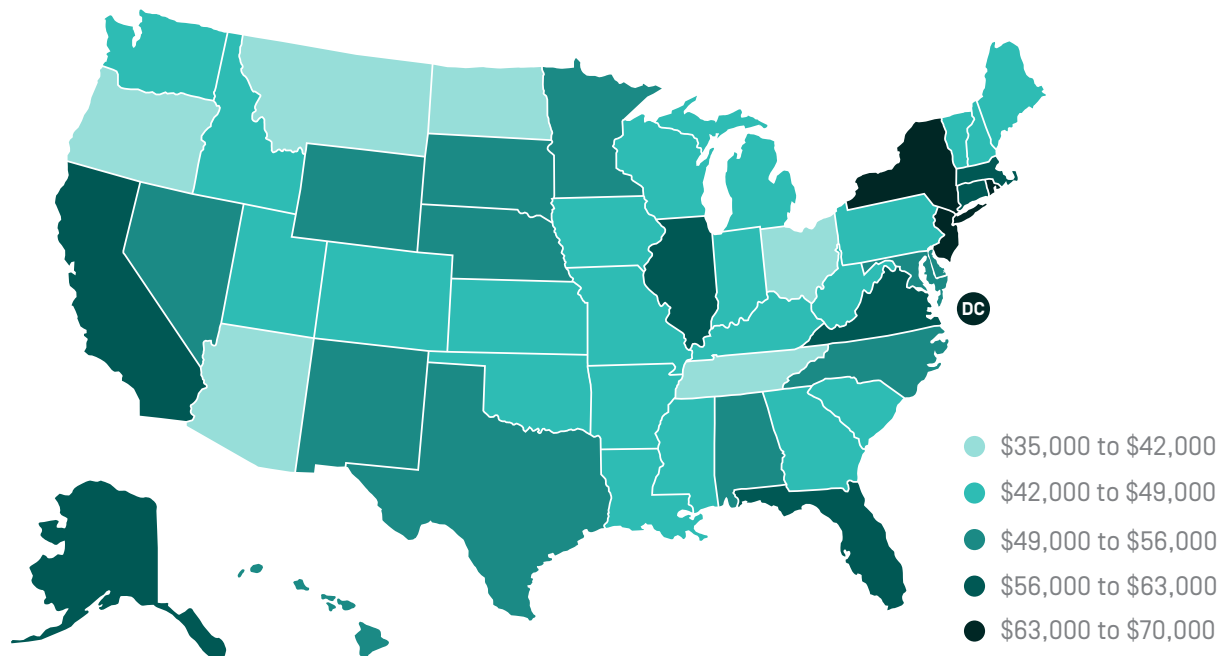 DC
$35,000 to $42,000
$42,000 to $49,000
$49,000 to $56,000
$56,000 to $63,000
$63,000 to $70,000